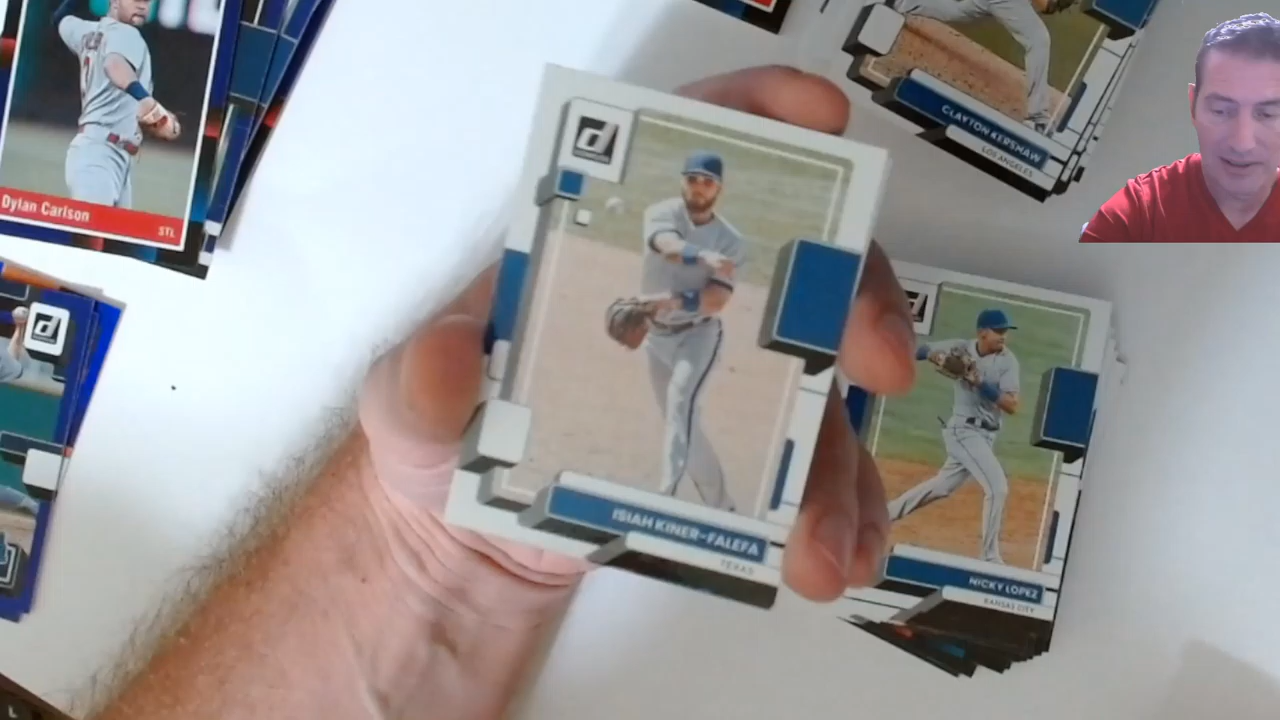 Dylan Carlson
STL
CLAYTON KERSHAW
LOS ANGELES
ISIAH KINER-FALEFA
TEXAS
NICKY LOPEZ
KANSAS CITY